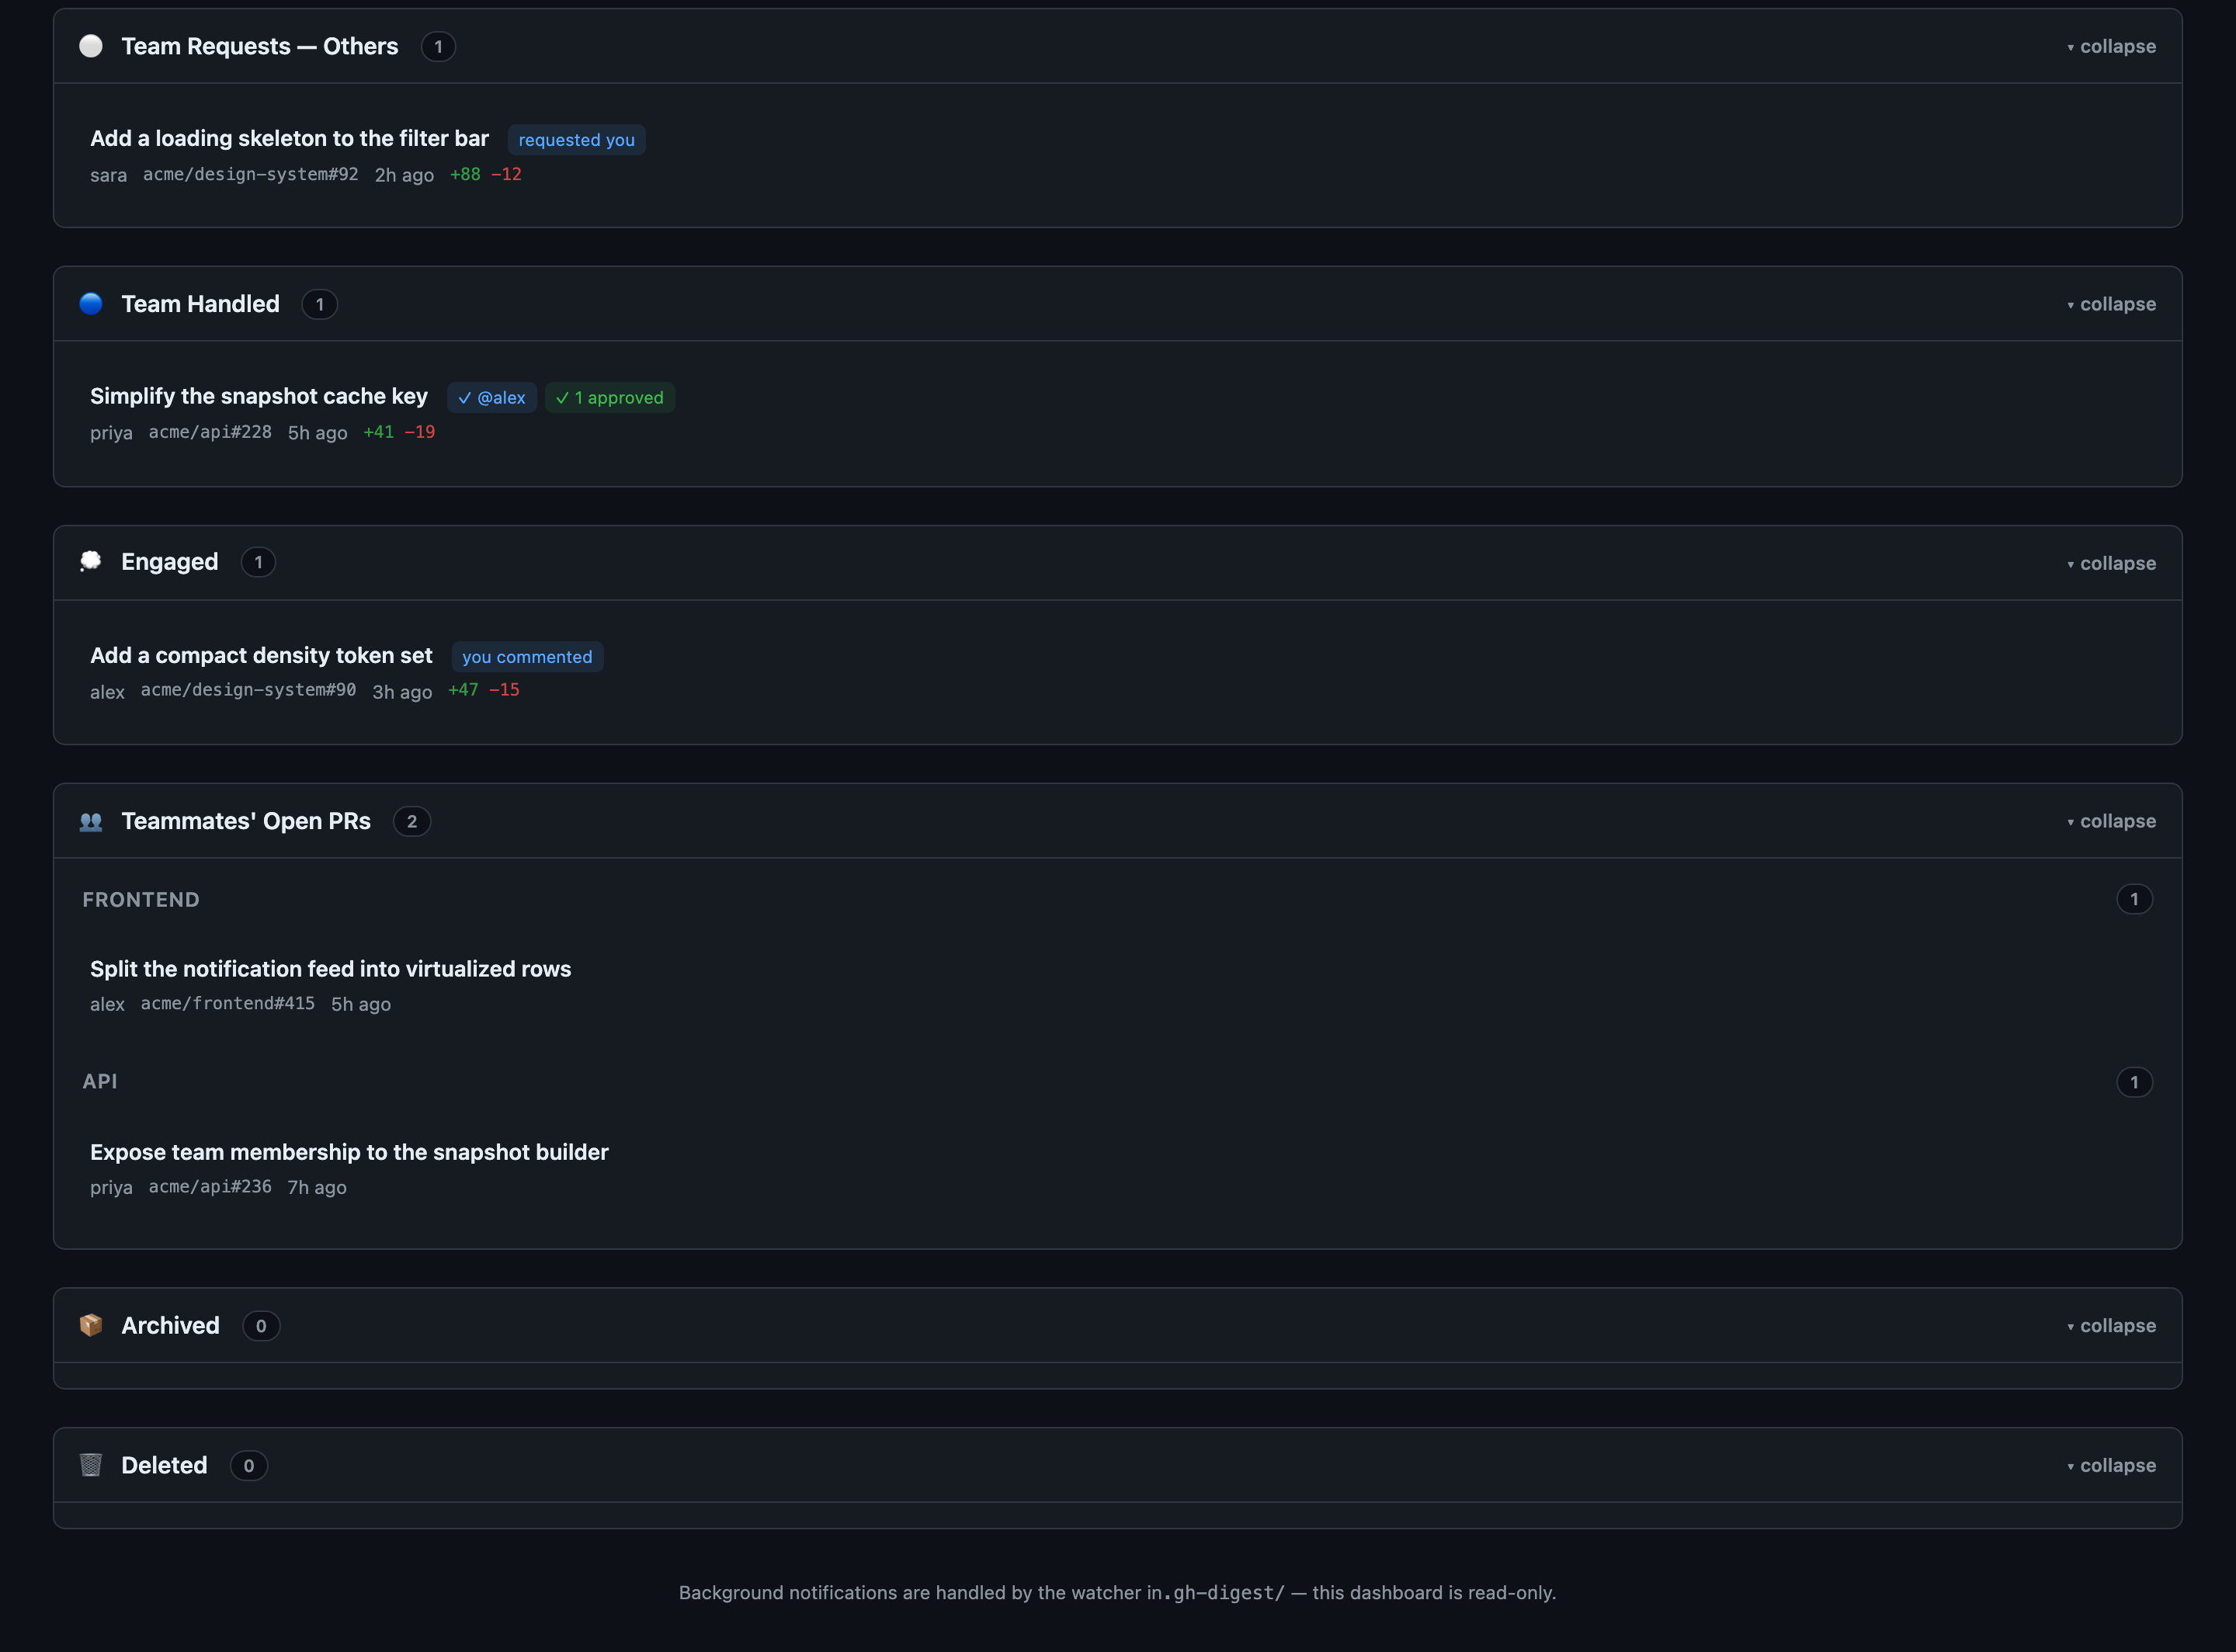 Team Requests — Others 1 ▾ collapse
Add a loading skeleton to the filter bar requested you
sara acme/design-system#92 2h ago +88 −12
Team Handled 1 ▾ collapse
Simplify the snapshot cache key ✓ @alex ✓ 1 approved
priya acme/api#228 5h ago +41 −19
Engaged 1 ▾ collapse
Add a compact density token set you commented
alex acme/design-system#90 3h ago +47 −15
Teammates' Open PRs 2 ▾ collapse
FRONTEND 1
Split the notification feed into virtualized rows
alex acme/frontend#415 5h ago
API 1
Expose team membership to the snapshot builder
priya acme/api#236 7h ago
Archived 0 ▾ collapse
Deleted 0 ▾ collapse
Background notifications are handled by the watcher in.gh-digest/ — this dashboard is read-only.